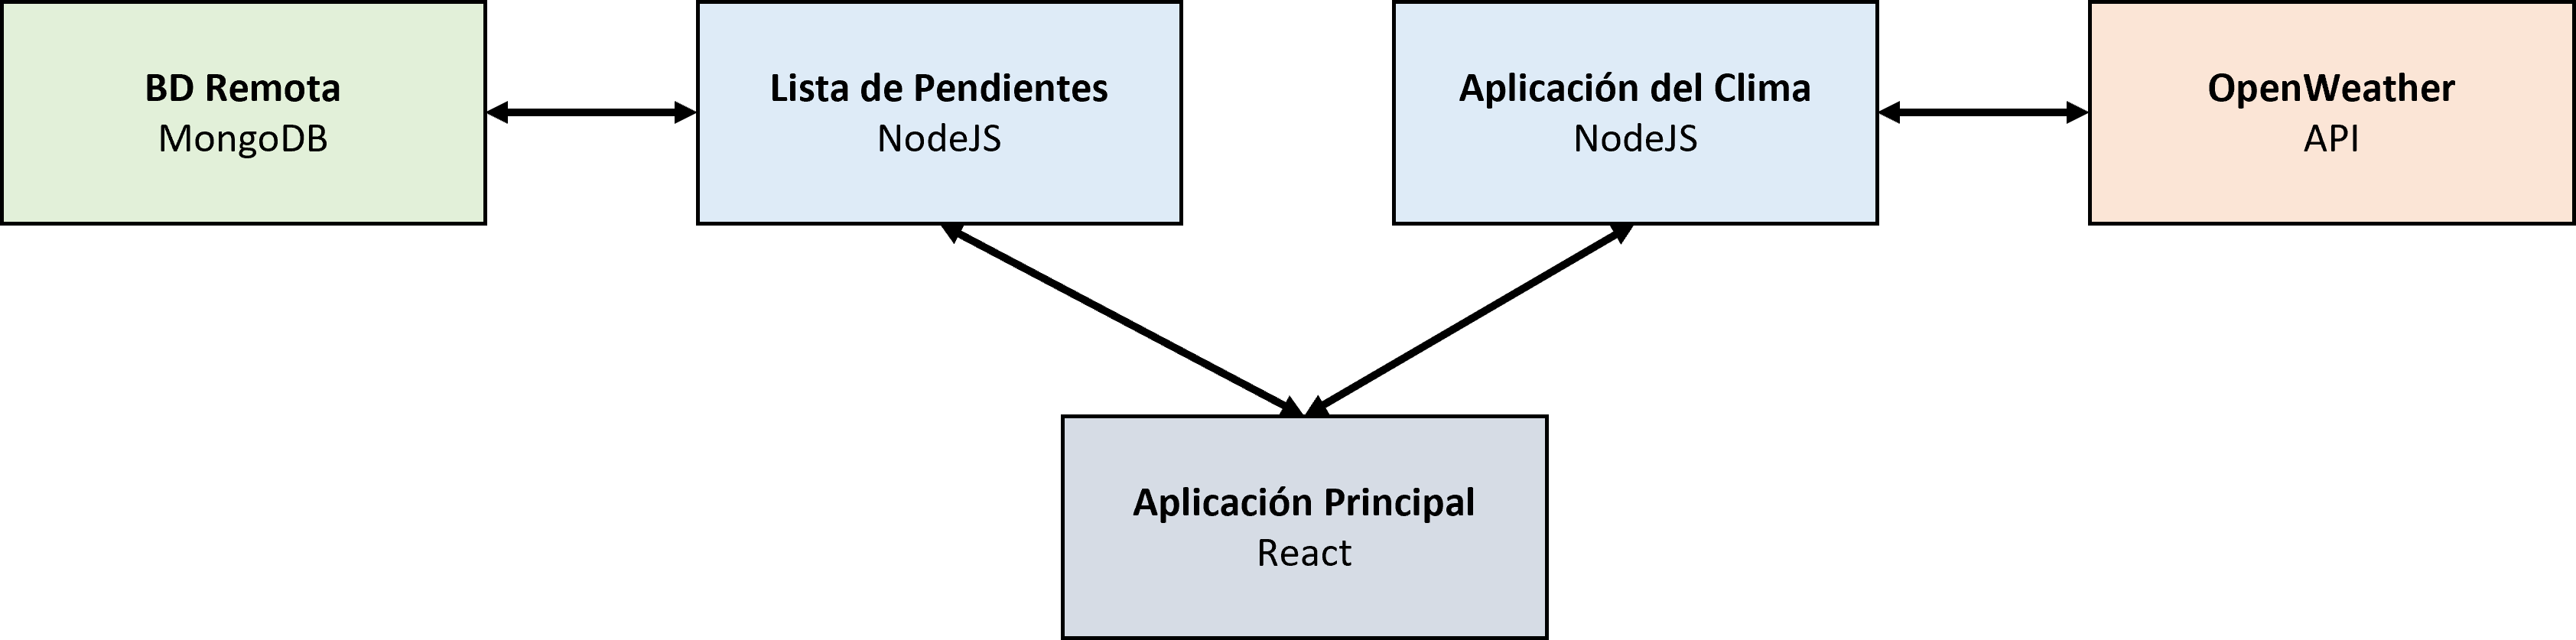 BD Remota
MongoDB
Lista de Pendientes
NodeJS
Aplicación del Clima
NodeJS
OpenWeather
API
Aplicación Principal
React